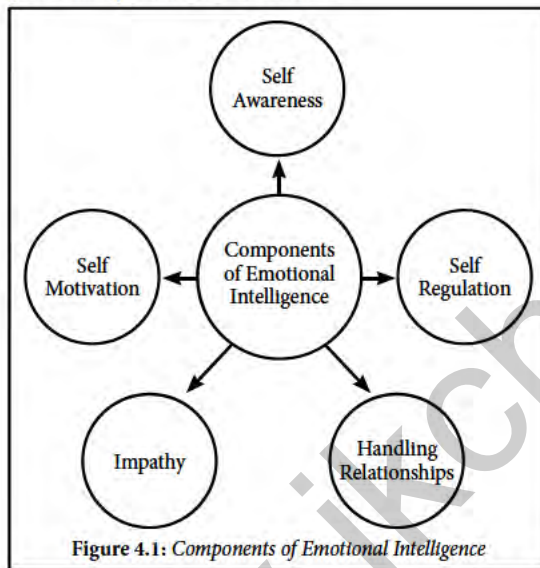 Self
Awareness
Components
of Emotional
Intelligence
Self
Motivation
Self
Regulation
Impathy
Handling
Relationships
Figure 4.1: Components of Emotional Intelligence